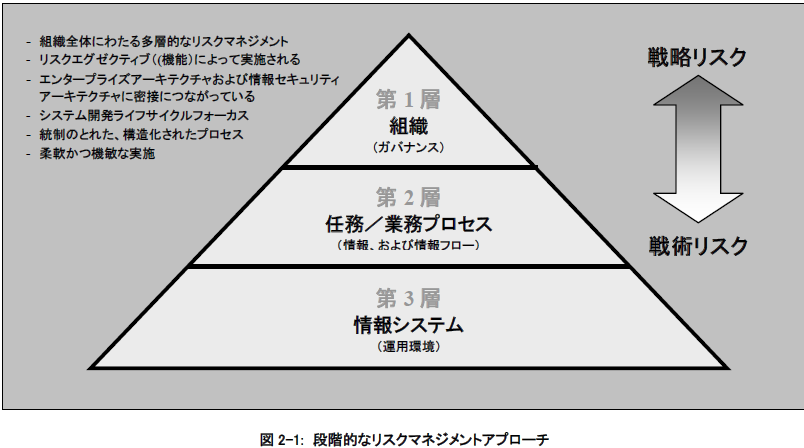 - 組織全体にわたる多層的なリスクマネジメント
- リスクエグゼクティブ((機能)によって実施される
- エンタープライズアーキテクチャおよび情報セキュリティ
アーキテクチャに密接につながっている
- システム開発ライフサイクルフォーカス
- 統制のとれた、構造化されたプロセス
- 柔軟かつ機敏な実施
戦略リスク
第1層
組織
(ガバナンス)
第2層
任務/業務プロセス
(情報、および情報フロー)
戦術リスク
第3層
情報システム
(運用環境)
図 2-1: 段階的なリスクマネジメントアプローチ